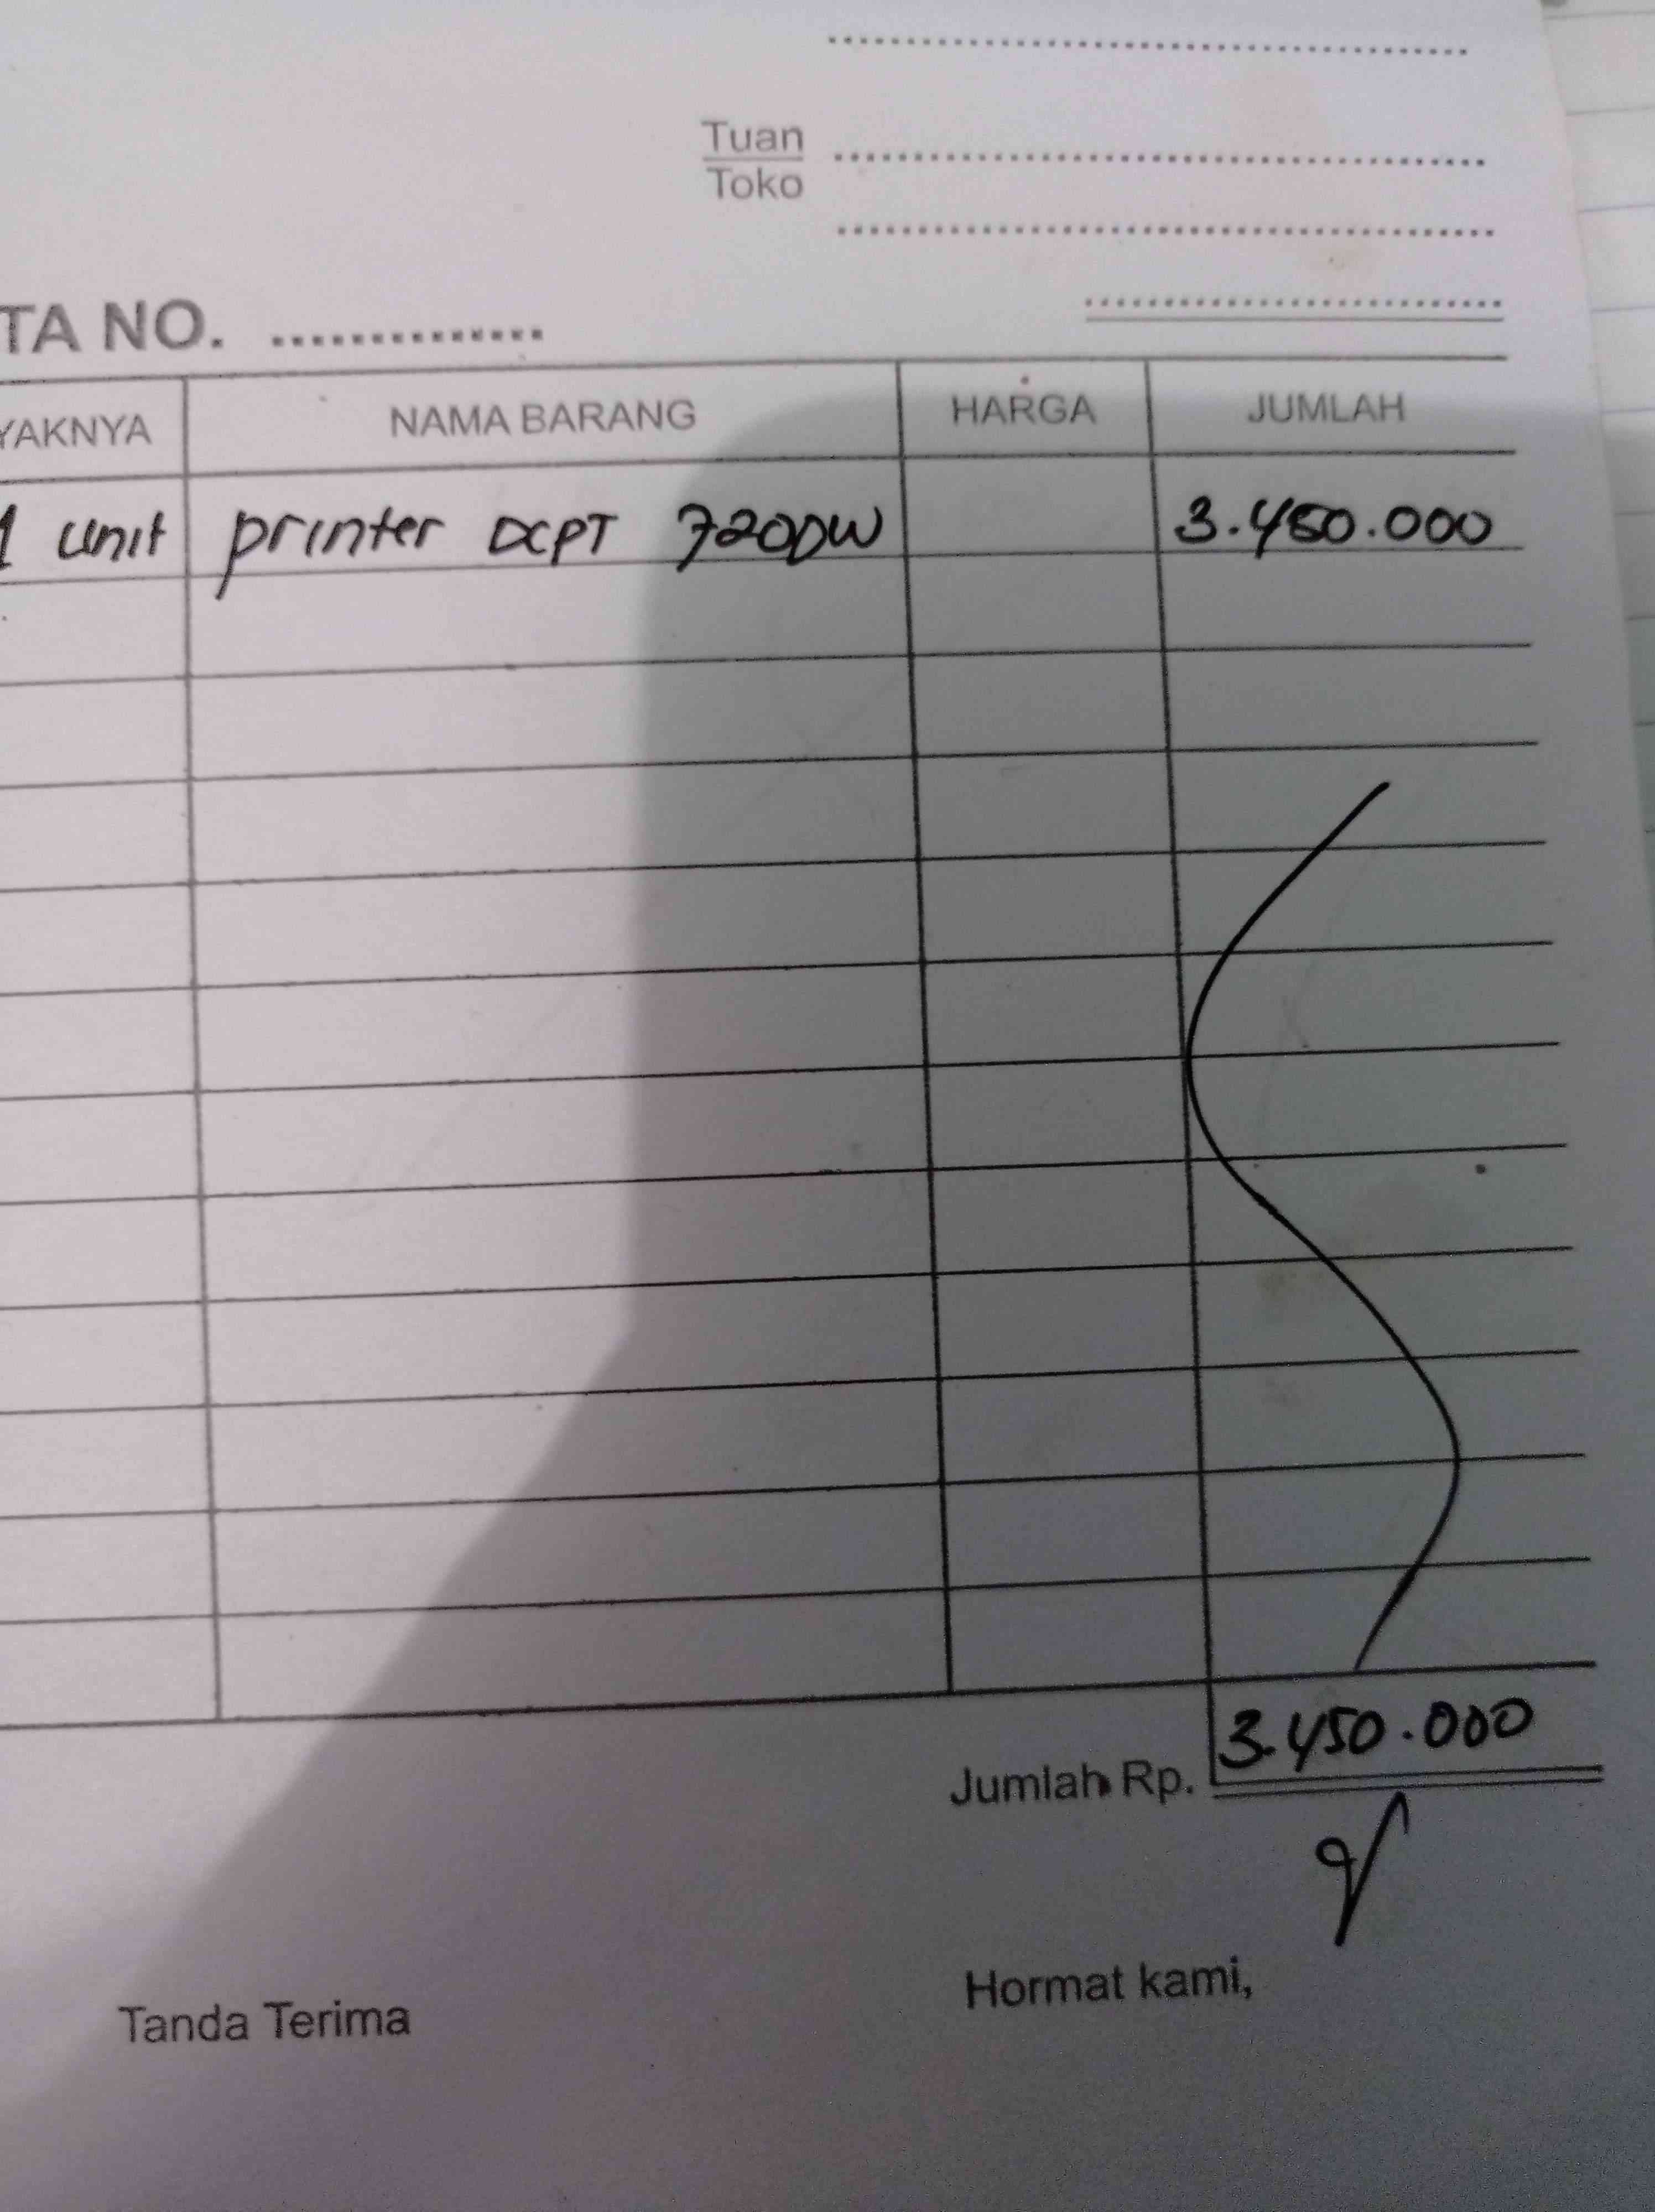 Tuan
Toko
TA NO. ...............
YAKNYA NAMA BARANG HARGA JUMLAH
1 unit printer DCPT 720DW 3.450.000
Jumlah Rp. 3.450.000
Tanda Terima Hormat kami,